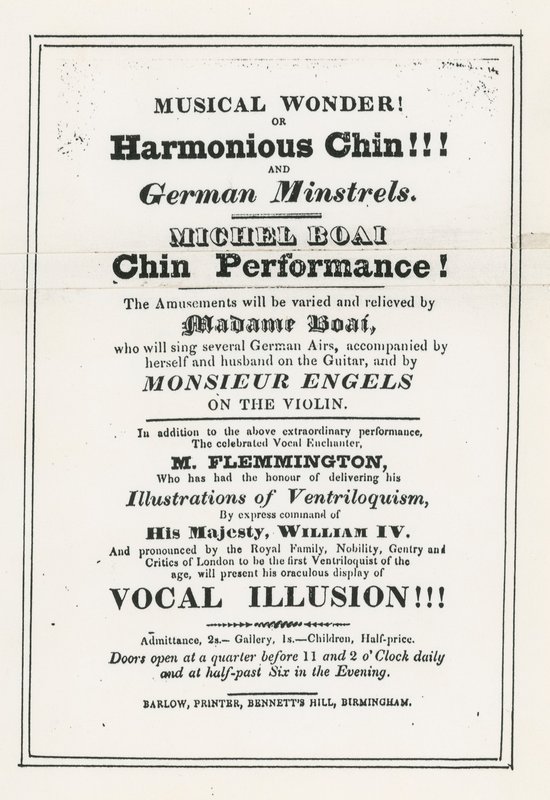 MUSICAL WONDER!
OR
Harmonious Chin!!!
AND
German Minstrels.
MICHEL BOAI
Chin Performance!
The Amusements will be varied and relieved by
Madame Boai,
who will sing several German Airs, accompanied by
herself and husband on the Guitar, and by
MONSIEUR ENGELS
ON THE VIOLIN.
In addition to the above extraordinary performance,
The celebrated Vocal Enchanter,
M. FLEMMINGTON,
Who has had the honour of delivering his
Illustrations of Ventriloquism,
By express command of
His Majesty, WILLIAM IV.
And pronounced by the Royal Family, Nobility, Gentry and
Critics of London to be the first Ventriloquist of the
age, will present his oraculous display of
VOCAL ILLUSION!!!
Admittance, 2s.— Gallery, 1s.—Children, Half-price.
Doors open at a quarter before 11 and 2 o'Clock daily
and at half-past Six in the Evening.
BARLOW, PRINTER, BENNETT'S HILL, BIRMINGHAM.